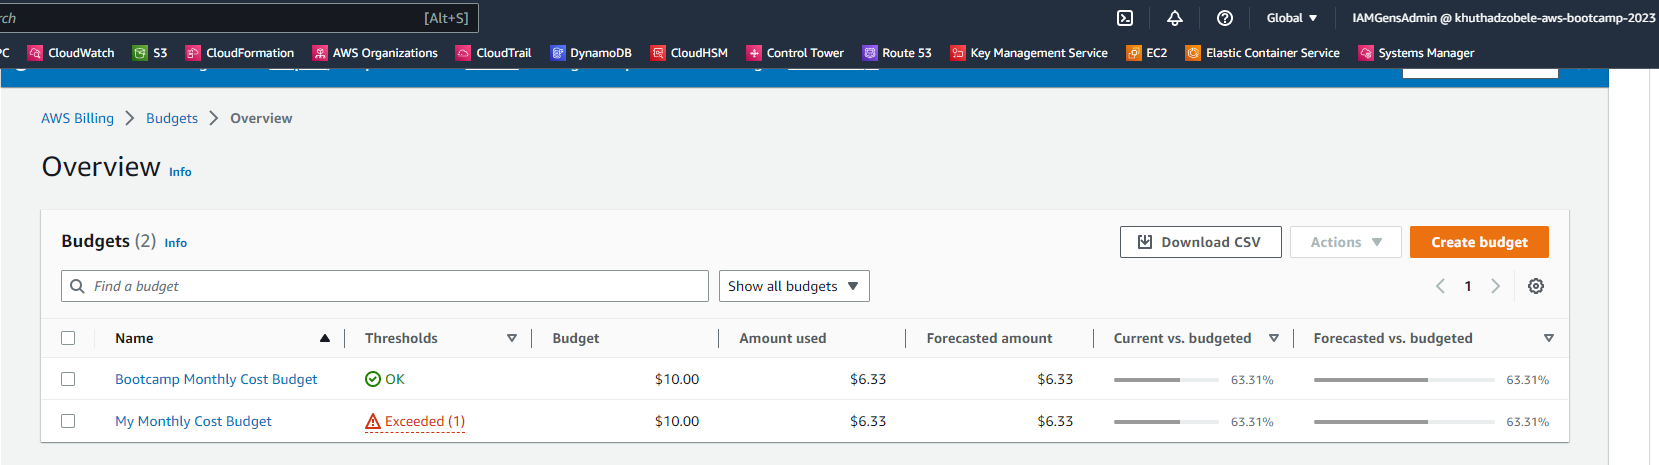 rch [Alt+S] Global IAMGensAdmin @ khuthadzobele-aws-bootcamp-2023
PC CloudWatch S3 CloudFormation AWS Organizations CloudTrail DynamoDB CloudHSM Control Tower Route 53 Key Management Service EC2 Elastic Container Service Systems Manager
AWS Billing > Budgets > Overview
Overview Info
Budgets (2) Info Download CSV Actions Create budget
Find a budget Show all budgets 1
Name Thresholds Budget Amount used Forecasted amount Current vs. budgeted Forecasted vs. budgeted
Bootcamp Monthly Cost Budget OK $10.00 $6.33 $6.33 63.31% 63.31%
My Monthly Cost Budget Exceeded (1) $10.00 $6.33 $6.33 63.31% 63.31%